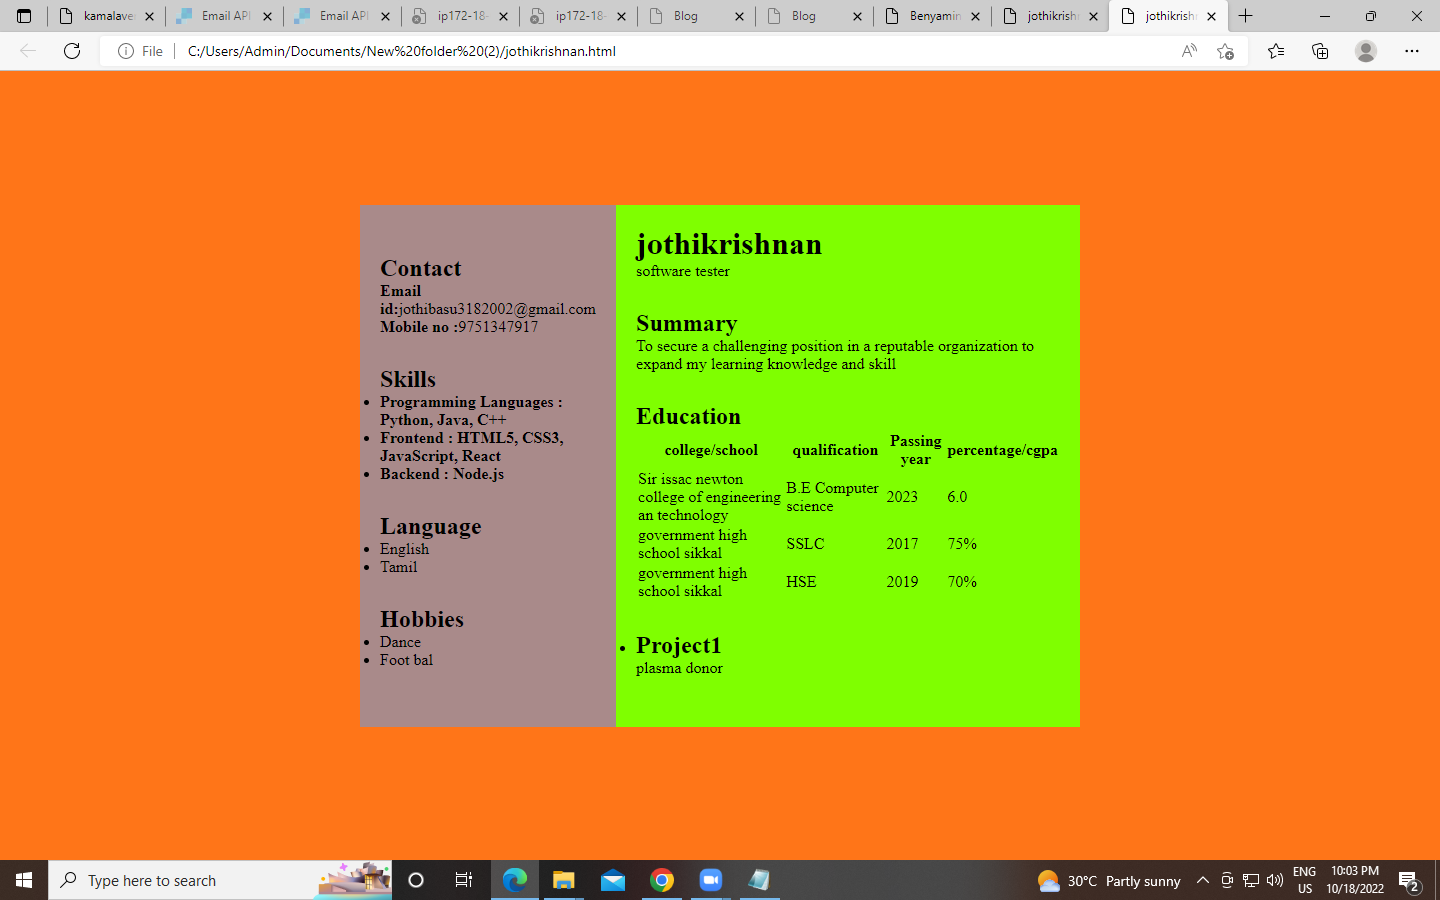 kamalave
Email API
Email API
ip172-18-
ip172-18-
Blog
Blog
Benyamin
jothikrishn
jothikrishn
File
C:/Users/Admin/Documents/New%20folder%20(2)/jothikrishnan.html
Contact
Email
id:jothibasu3182002@gmail.com
Mobile no :9751347917
Skills
Programming Languages :
Python, Java, C++
Frontend : HTML5, CSS3,
JavaScript, React
Backend : Node.js
Language
English
Tamil
Hobbies
Dance
Foot bal
jothikrishnan
software tester
Summary
To secure a challenging position in a reputable organization to
expand my learning knowledge and skill
Education
college/school qualification Passing year percentage/cgpa
Sir issac newton
college of engineering
an technology
B.E Computer
science
2023
6.0
government high
school sikkal
SSLC
2017
75%
government high
school sikkal
HSE
2019
70%
Project1
plasma donor
Type here to search
30°C Partly sunny
ENG
US
10:03 PM
10/18/2022
2